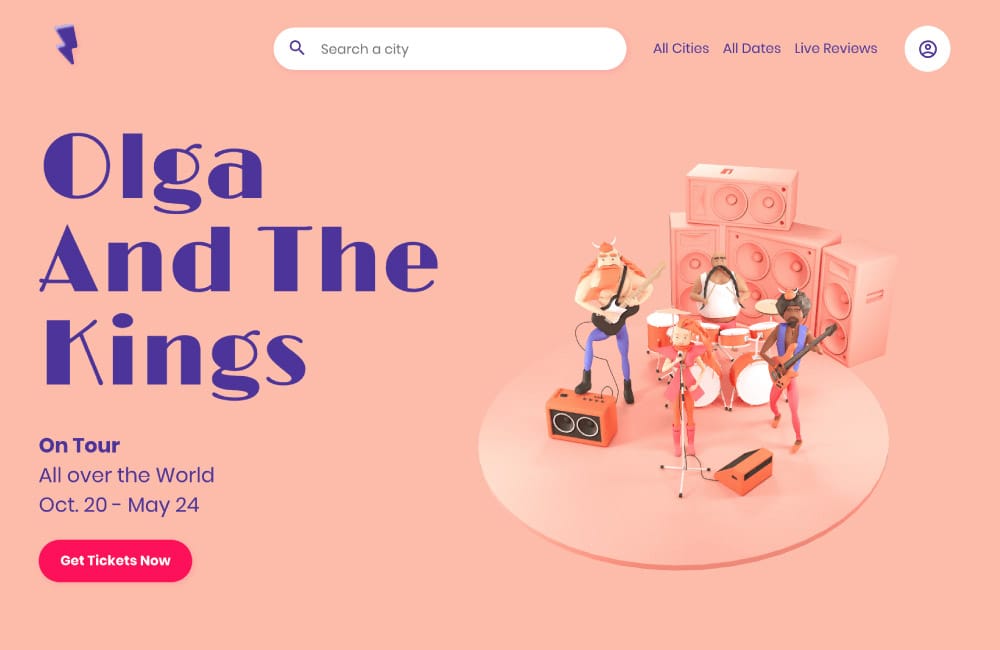 Search a city
All Cities
All Dates
Live Reviews
Olga
And The
Kings
On Tour
All over the World
Oct. 20 - May 24
Get Tickets Now